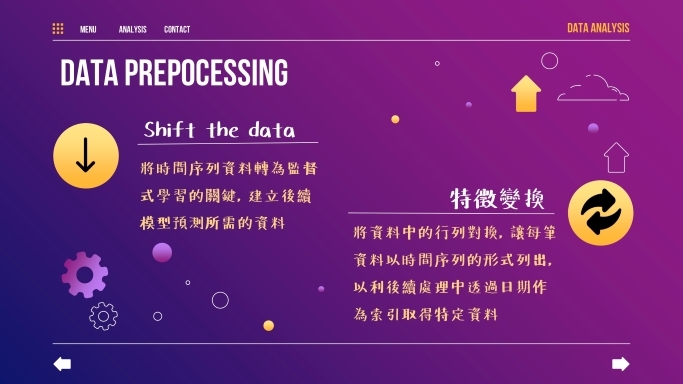 MENU ANALYSIS CONTACT DATA ANALYSIS
DATA PREPOCESSING
Shift the data
將時間序列資料轉為監督
式學習的關鍵, 建立後續
模型預測所需的資料
特徵變換
將資料中的行列對換, 讓每筆
資料以時間序列的形式列出,
以利後續處理中透過日期作
為索引取得特定資料